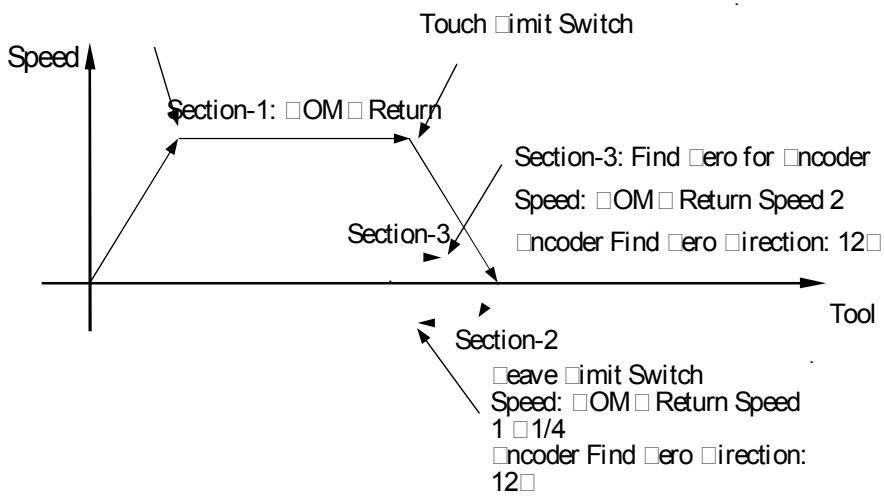 Touch □imit Switch
Speed
Section-1: □OM□ Return
Section-3: Find □ero for □ncoder
Speed: □OM□ Return Speed 2
□ncoder Find □ero □irection: 12□
Section-3
Tool
Section-2
□eave □imit Switch
Speed: □OM□ Return Speed
1 □1/4
□ncoder Find □ero □irection:
12□